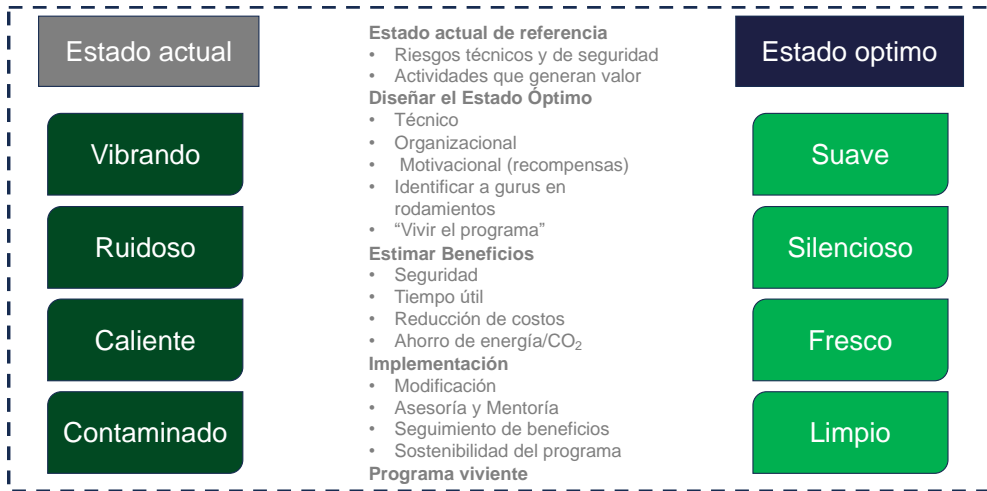 Estado actual
Vibrando
Ruidoso
Caliente
Contaminado
Estado actual de referencia
• Riesgos técnicos y de seguridad
• Actividades que generan valor
Diseñar el Estado Óptimo
• Técnico
• Organizacional
• Motivacional (recompensas)
• Identificar a gurus en
rodamientos
• “Vivir el programa”
Estimar Beneficios
• Seguridad
• Tiempo útil
• Reducción de costos
• Ahorro de energía/CO₂
Implementación
• Modificación
• Asesoría y Mentoría
• Seguimiento de beneficios
• Sostenibilidad del programa
Programa viviente
Estado optimo
Suave
Silencioso
Fresco
Limpio